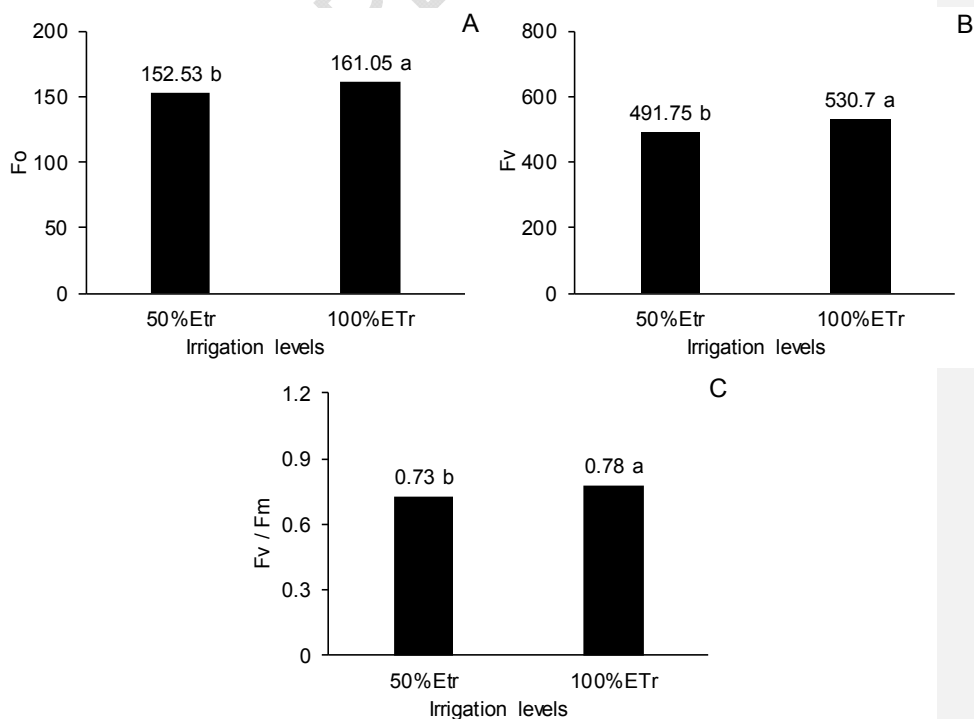 A
200
150
100
50
0
Fo
152.53 b
161.05 a
50%Etr
100%ETr
Irrigation levels
B
800
600
400
200
0
Fv
491.75 b
530.7 a
50%Etr
100%ETr
Irrigation levels
C
1.2
0.9
0.6
0.3
0
Fv / Fm
0.73 b
0.78 a
50%Etr
100%ETr
Irrigation levels